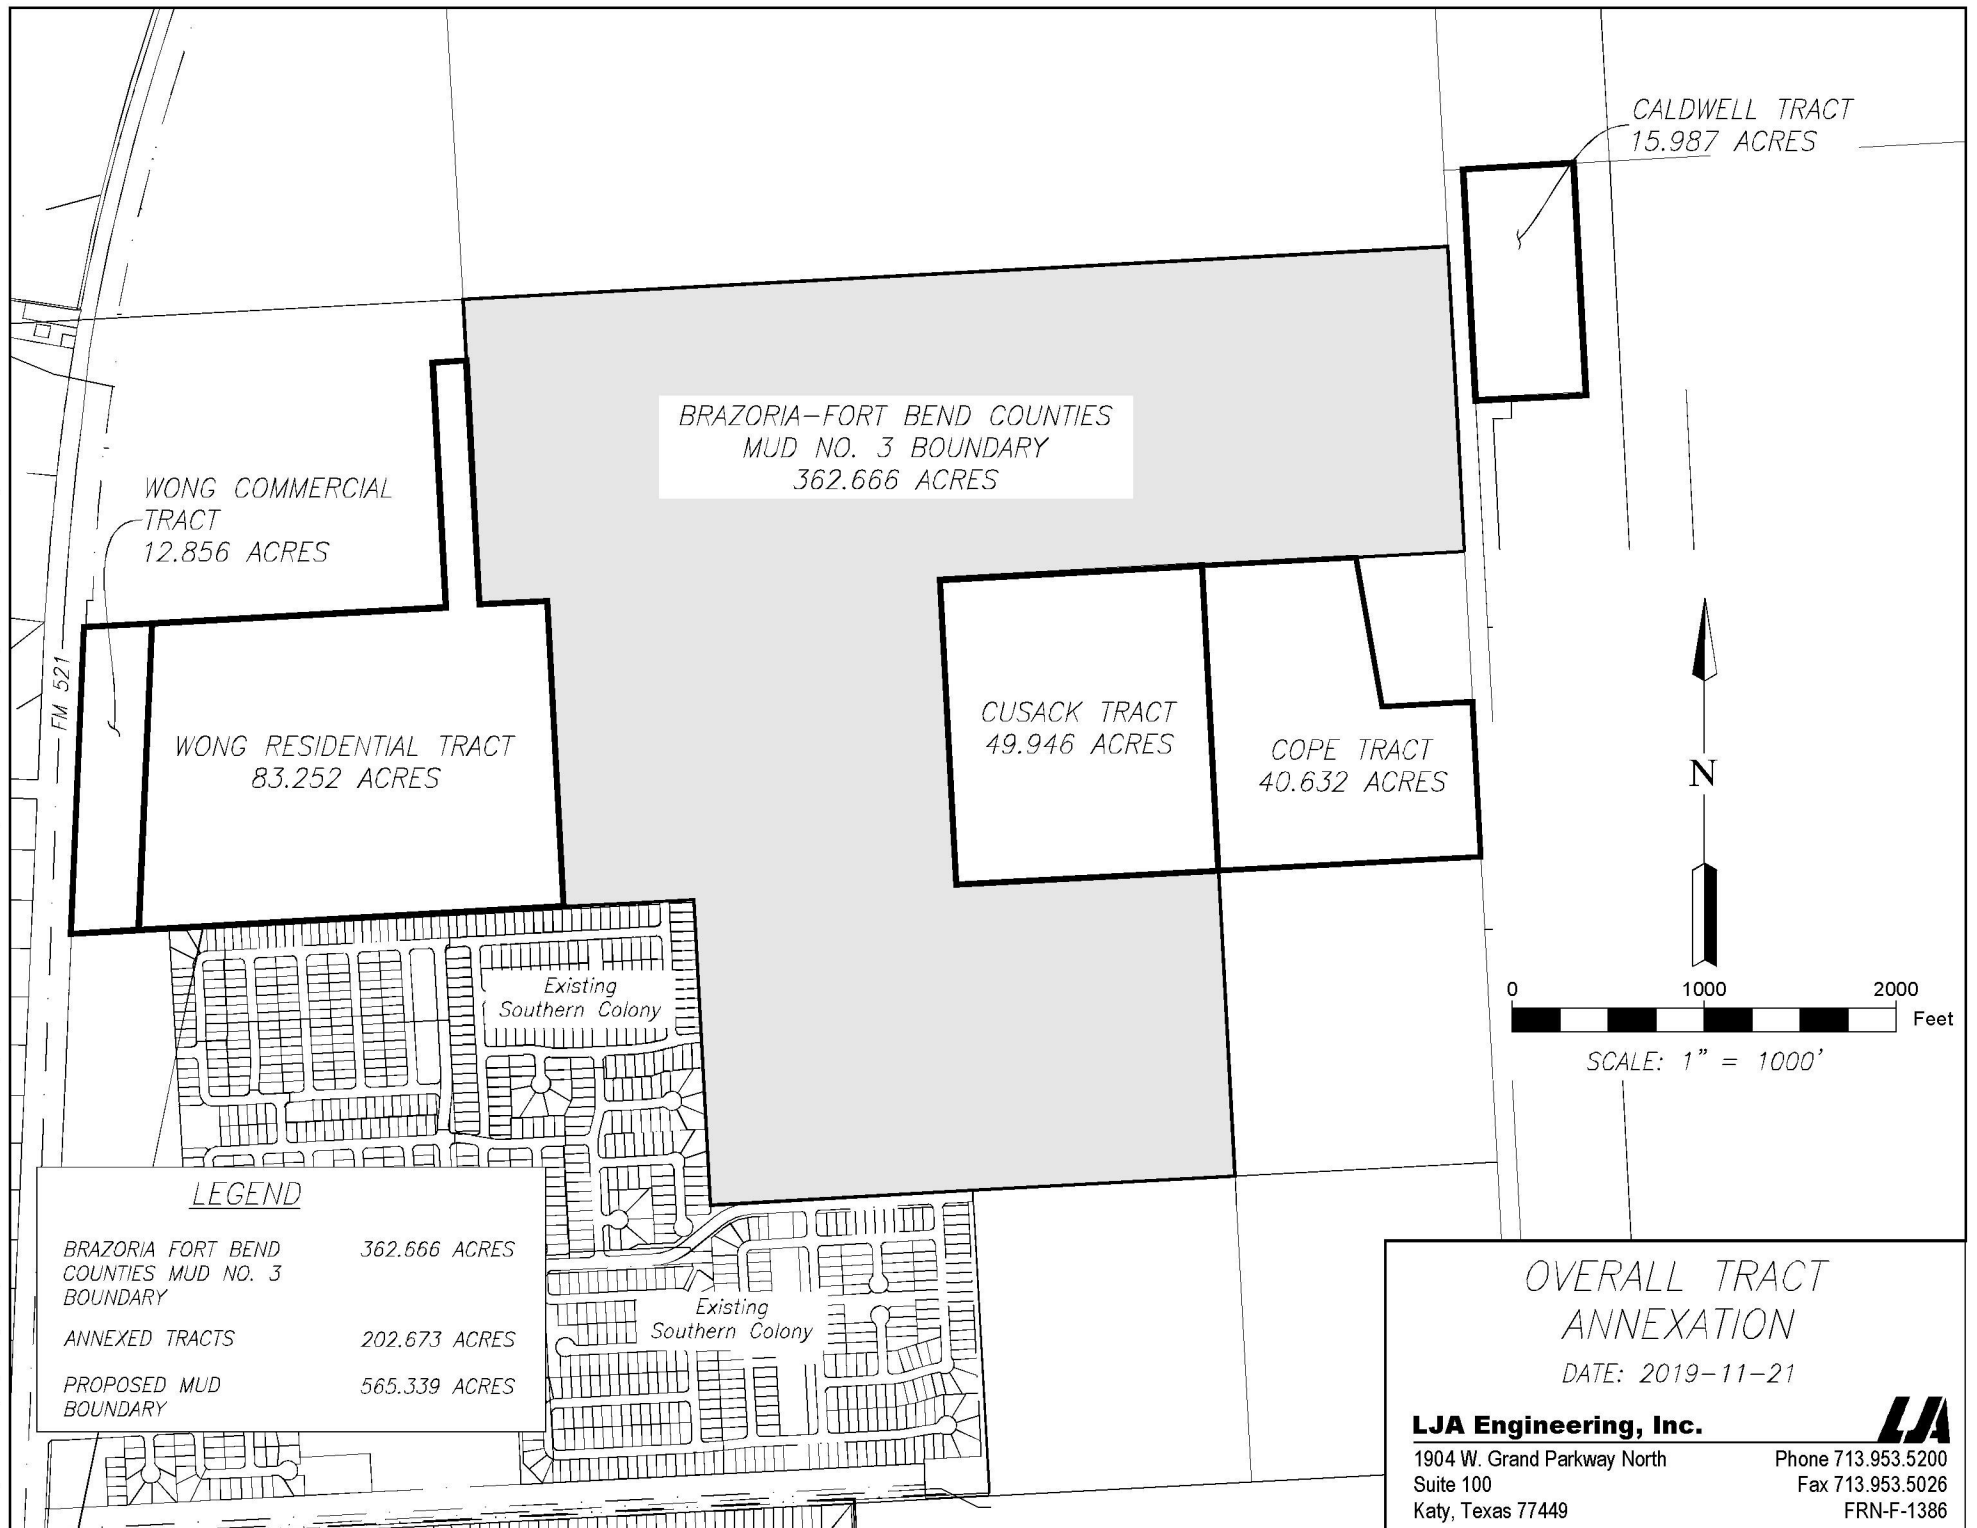 CALDWELL TRACT
15.987 ACRES
BRAZORIA-FORT BEND COUNTIES
MUD NO. 3 BOUNDARY
362.666 ACRES
WONG COMMERCIAL
TRACT
12.856 ACRES
FM 521
WONG RESIDENTIAL TRACT
83.252 ACRES
CUSACK TRACT
49.946 ACRES
COPE TRACT
40.632 ACRES
N
0 1000 2000
Feet
SCALE: 1" = 1000'
Existing
Southern Colony
Existing
Southern Colony
LEGEND
BRAZORIA FORT BEND 362.666 ACRES
COUNTIES MUD NO. 3
BOUNDARY
ANNEXED TRACTS 202.673 ACRES
PROPOSED MUD 565.339 ACRES
BOUNDARY
OVERALL TRACT
ANNEXATION
DATE: 2019-11-21
LJA Engineering, Inc.
LJA
1904 W. Grand Parkway North Phone 713.953.5200
Suite 100 Fax 713.953.5026
Katy, Texas 77449 FRN-F-1386